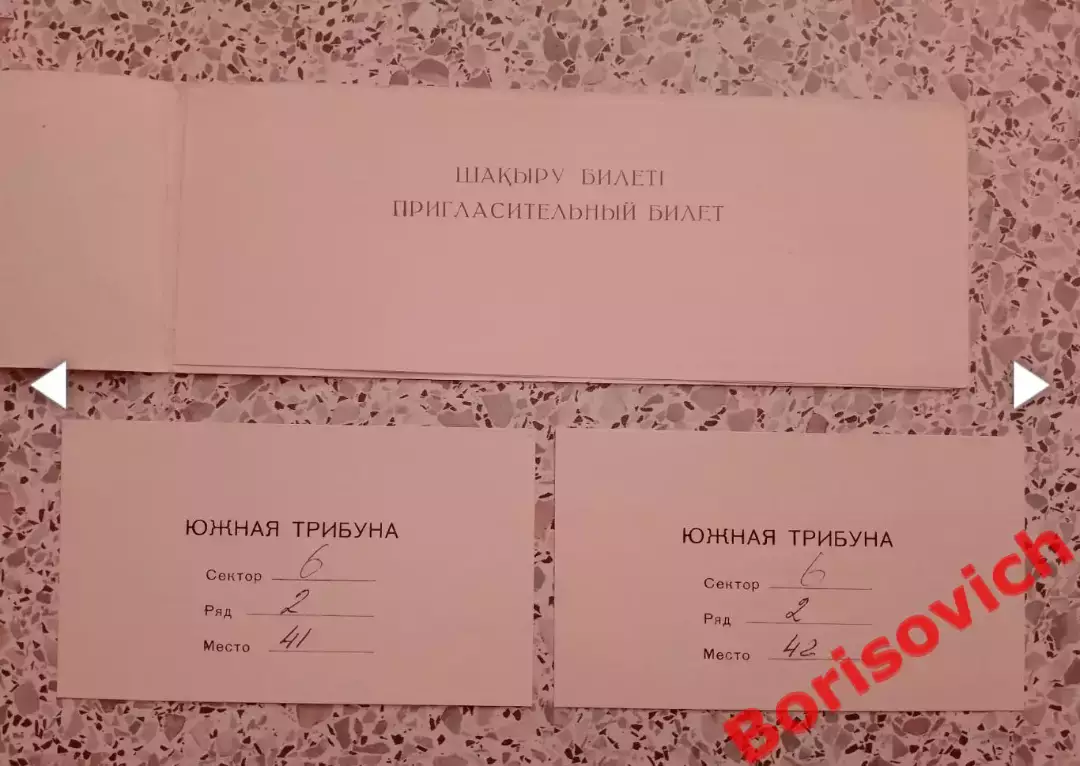 ШАҚЫРУ БИЛЕТІ
ПРИГЛАСИТЕЛЬНЫЙ БИЛЕТ
ЮЖНАЯ ТРИБУНА
Сектор 6
Ряд 2
Место 41
ЮЖНАЯ ТРИБУНА
Сектор 6
Ряд 2
Место 42
Borisovich